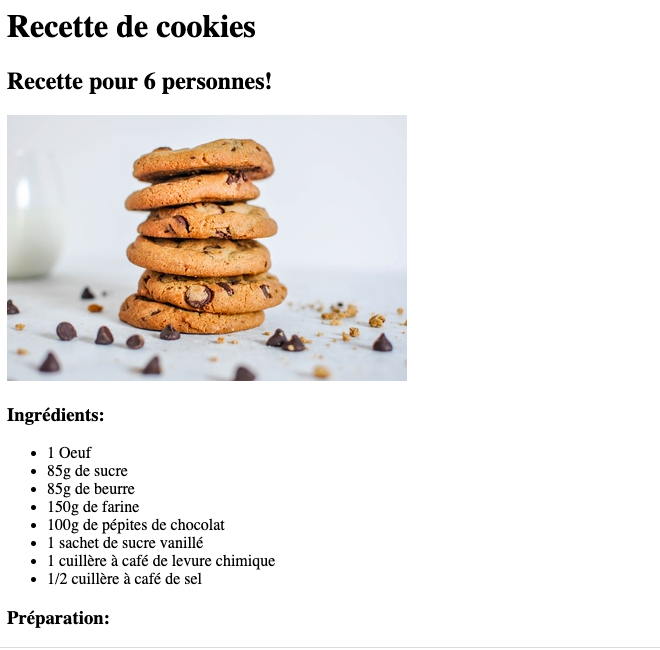 Recette de cookies
Recette pour 6 personnes!
Ingrédients:
1 Oeuf
85g de sucre
85g de beurre
150g de farine
100g de pépites de chocolat
1 sachet de sucre vanillé
1 cuillère à café de levure chimique
1/2 cuillère à café de sel
Préparation: